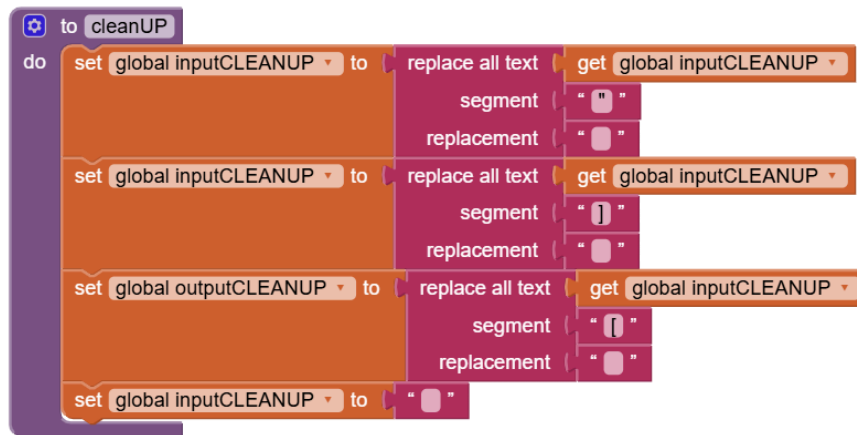 to cleanUP
do set global inputCLEANUP to replace all text get global inputCLEANUP
segment “ " ”
replacement “ ”
set global inputCLEANUP to replace all text get global inputCLEANUP
segment “ ] ”
replacement “ ”
set global outputCLEANUP to replace all text get global inputCLEANUP
segment “ [ ”
replacement “ ”
set global inputCLEANUP to “ ”